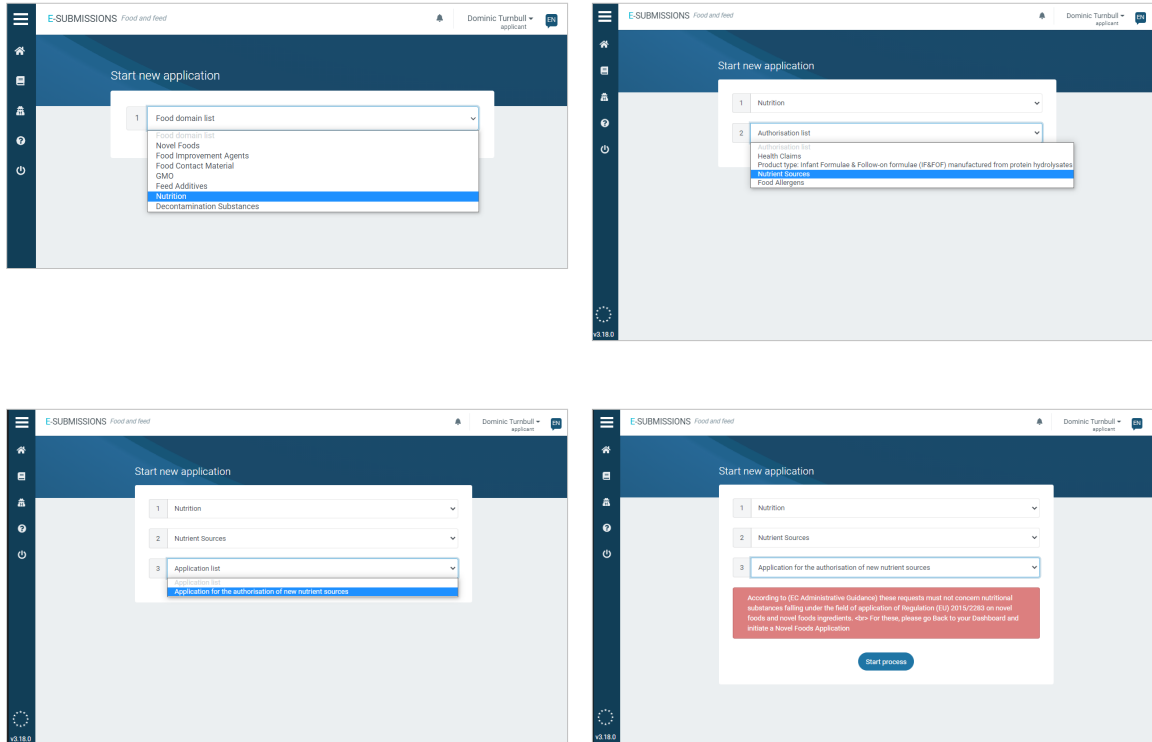 E-SUBMISSIONS Food and feed
Dominic Turnbull
applicant
EN
Start new application
1 Food domain list
Food domain list
Novel Foods
Food Improvement Agents
Food Contact Material
GMO
Feed Additives
Nutrition
Decontamination Substances
E-SUBMISSIONS Food and feed
Dominic Turnbull
applicant
EN
Start new application
1 Nutrition
2 Authorisation list
Authorisation list
Health Claims
Product type: Infant Formulae & Follow-on formulae (IF&FOF) manufactured from protein hydrolysates
Nutrient Sources
Food Allergens
v3.18.0
E-SUBMISSIONS Food and feed
Dominic Turnbull
applicant
EN
Start new application
1 Nutrition
2 Nutrient Sources
3 Application list
Application list
Application for the authorisation of new nutrient sources
v3.18.0
E-SUBMISSIONS Food and feed
Dominic Turnbull
applicant
EN
Start new application
1 Nutrition
2 Nutrient Sources
3 Application for the authorisation of new nutrient sources
According to (EC Administrative Guidance) these requests must not concern nutritional
substances falling under the field of application of Regulation (EU) 2015/2283 on novel
foods and novel foods ingredients. <br> For these, please go Back to your Dashboard and
initiate a Novel Foods Application
Start process
v3.18.0